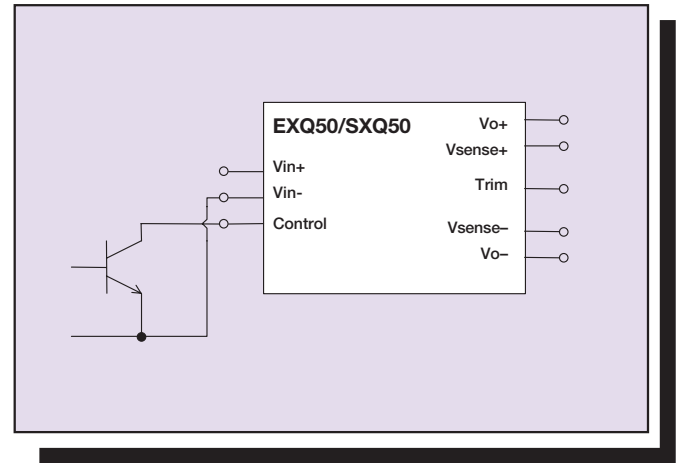 EXQ50/SXQ50
Vin+
Vin-
Control
Vo+
Vsense+
Trim
Vsense–
Vo–